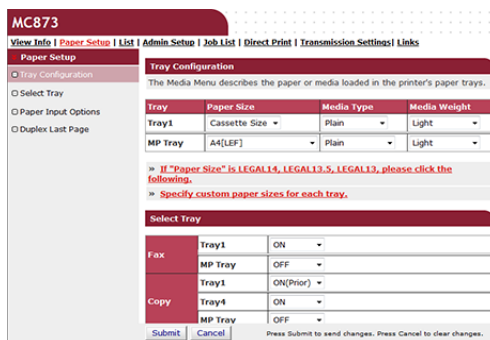 MC873
View Info | Paper Setup | List | Admin Setup | Job List | Direct Print | Transmission Settings| Links
Paper Setup
Tray Configuration
Select Tray
Paper Input Options
Duplex Last Page
Tray Configuration
The Media Menu describes the paper or media loaded in the printer's paper trays.
Tray Paper Size Media Type Media Weight
Tray1 Cassette Size Plain Light
MP Tray A4[LEF] Plain Light
» If "Paper Size" is LEGAL14, LEGAL13.5, LEGAL13, please click the
following.
» Specify custom paper sizes for each tray.
Select Tray
Fax
Tray1 ON
MP Tray OFF
Copy
Tray1 ON(Prior)
Tray4 ON
MP Tray OFF
Submit Cancel Press Submit to send changes. Press Cancel to clear changes.